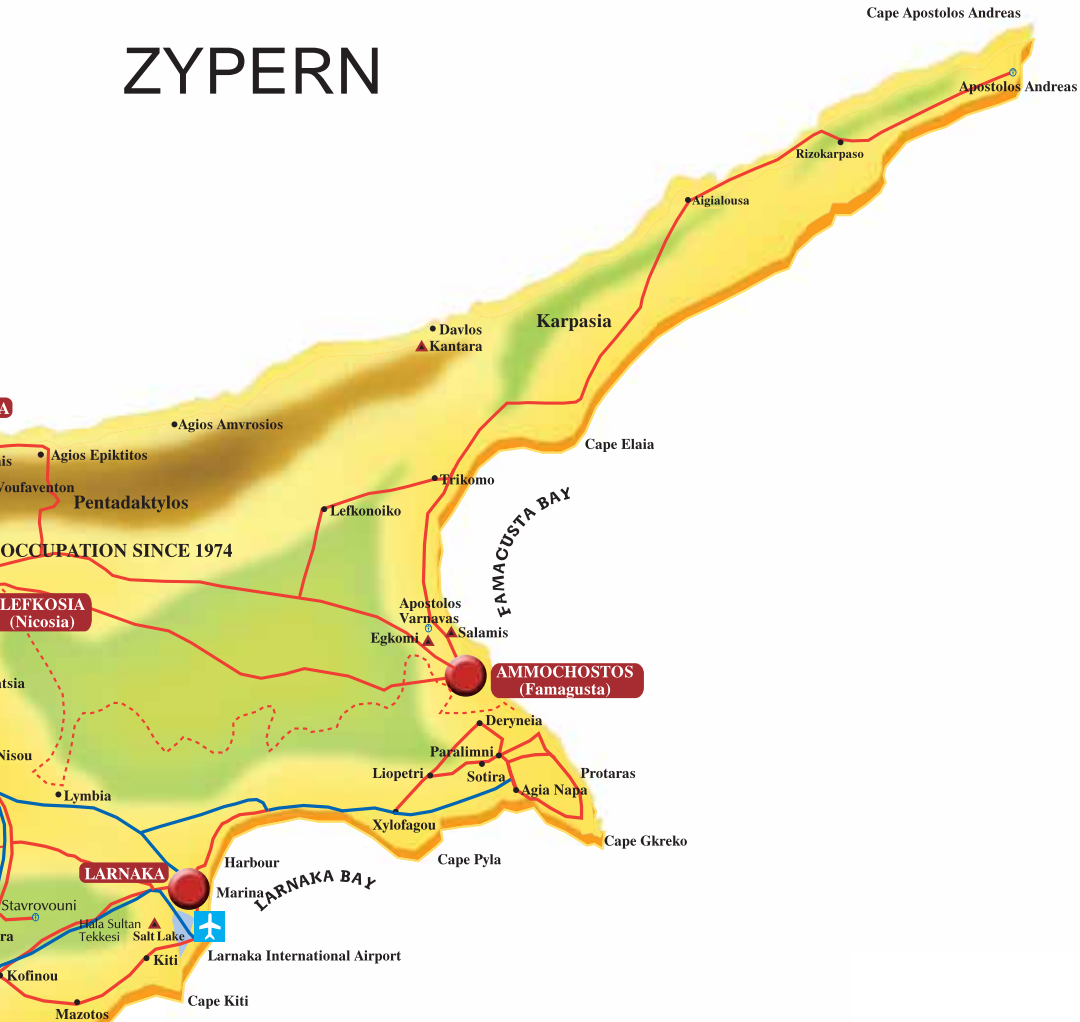 Cape Apostolos Andreas
ZYPERN
Apostolos Andreas
Rizokarpaso
Aigialousa
Karpasia
Davlos
Kantara
A
Agios Amvrosios
Cape Elaia
Agios Epiktitos
is
Voufaventon
Trikomo
Pentadaktylos
Lefkonoiko
FAMAGUSTA BAY
OCCUPATION SINCE 1974
LEFKOSIA
(Nicosia)
Apostolos
Varnavas
Salamis
Egkomi
AMMOCHOSTOS
(Famagusta)
tsia
Deryneia
Paralimni
Nisou
Liopetri
Sotira
Protaras
Agia Napa
Lymbia
Xylofagou
Cape Gkreko
Cape Pyla
Harbour
LARNAKA
Marina
LARNAKA BAY
Stavrovouni
Hala Sultan
Tekkesi
Salt Lake
ra
Larnaka International Airport
Kiti
Kofinou
Cape Kiti
Mazotos